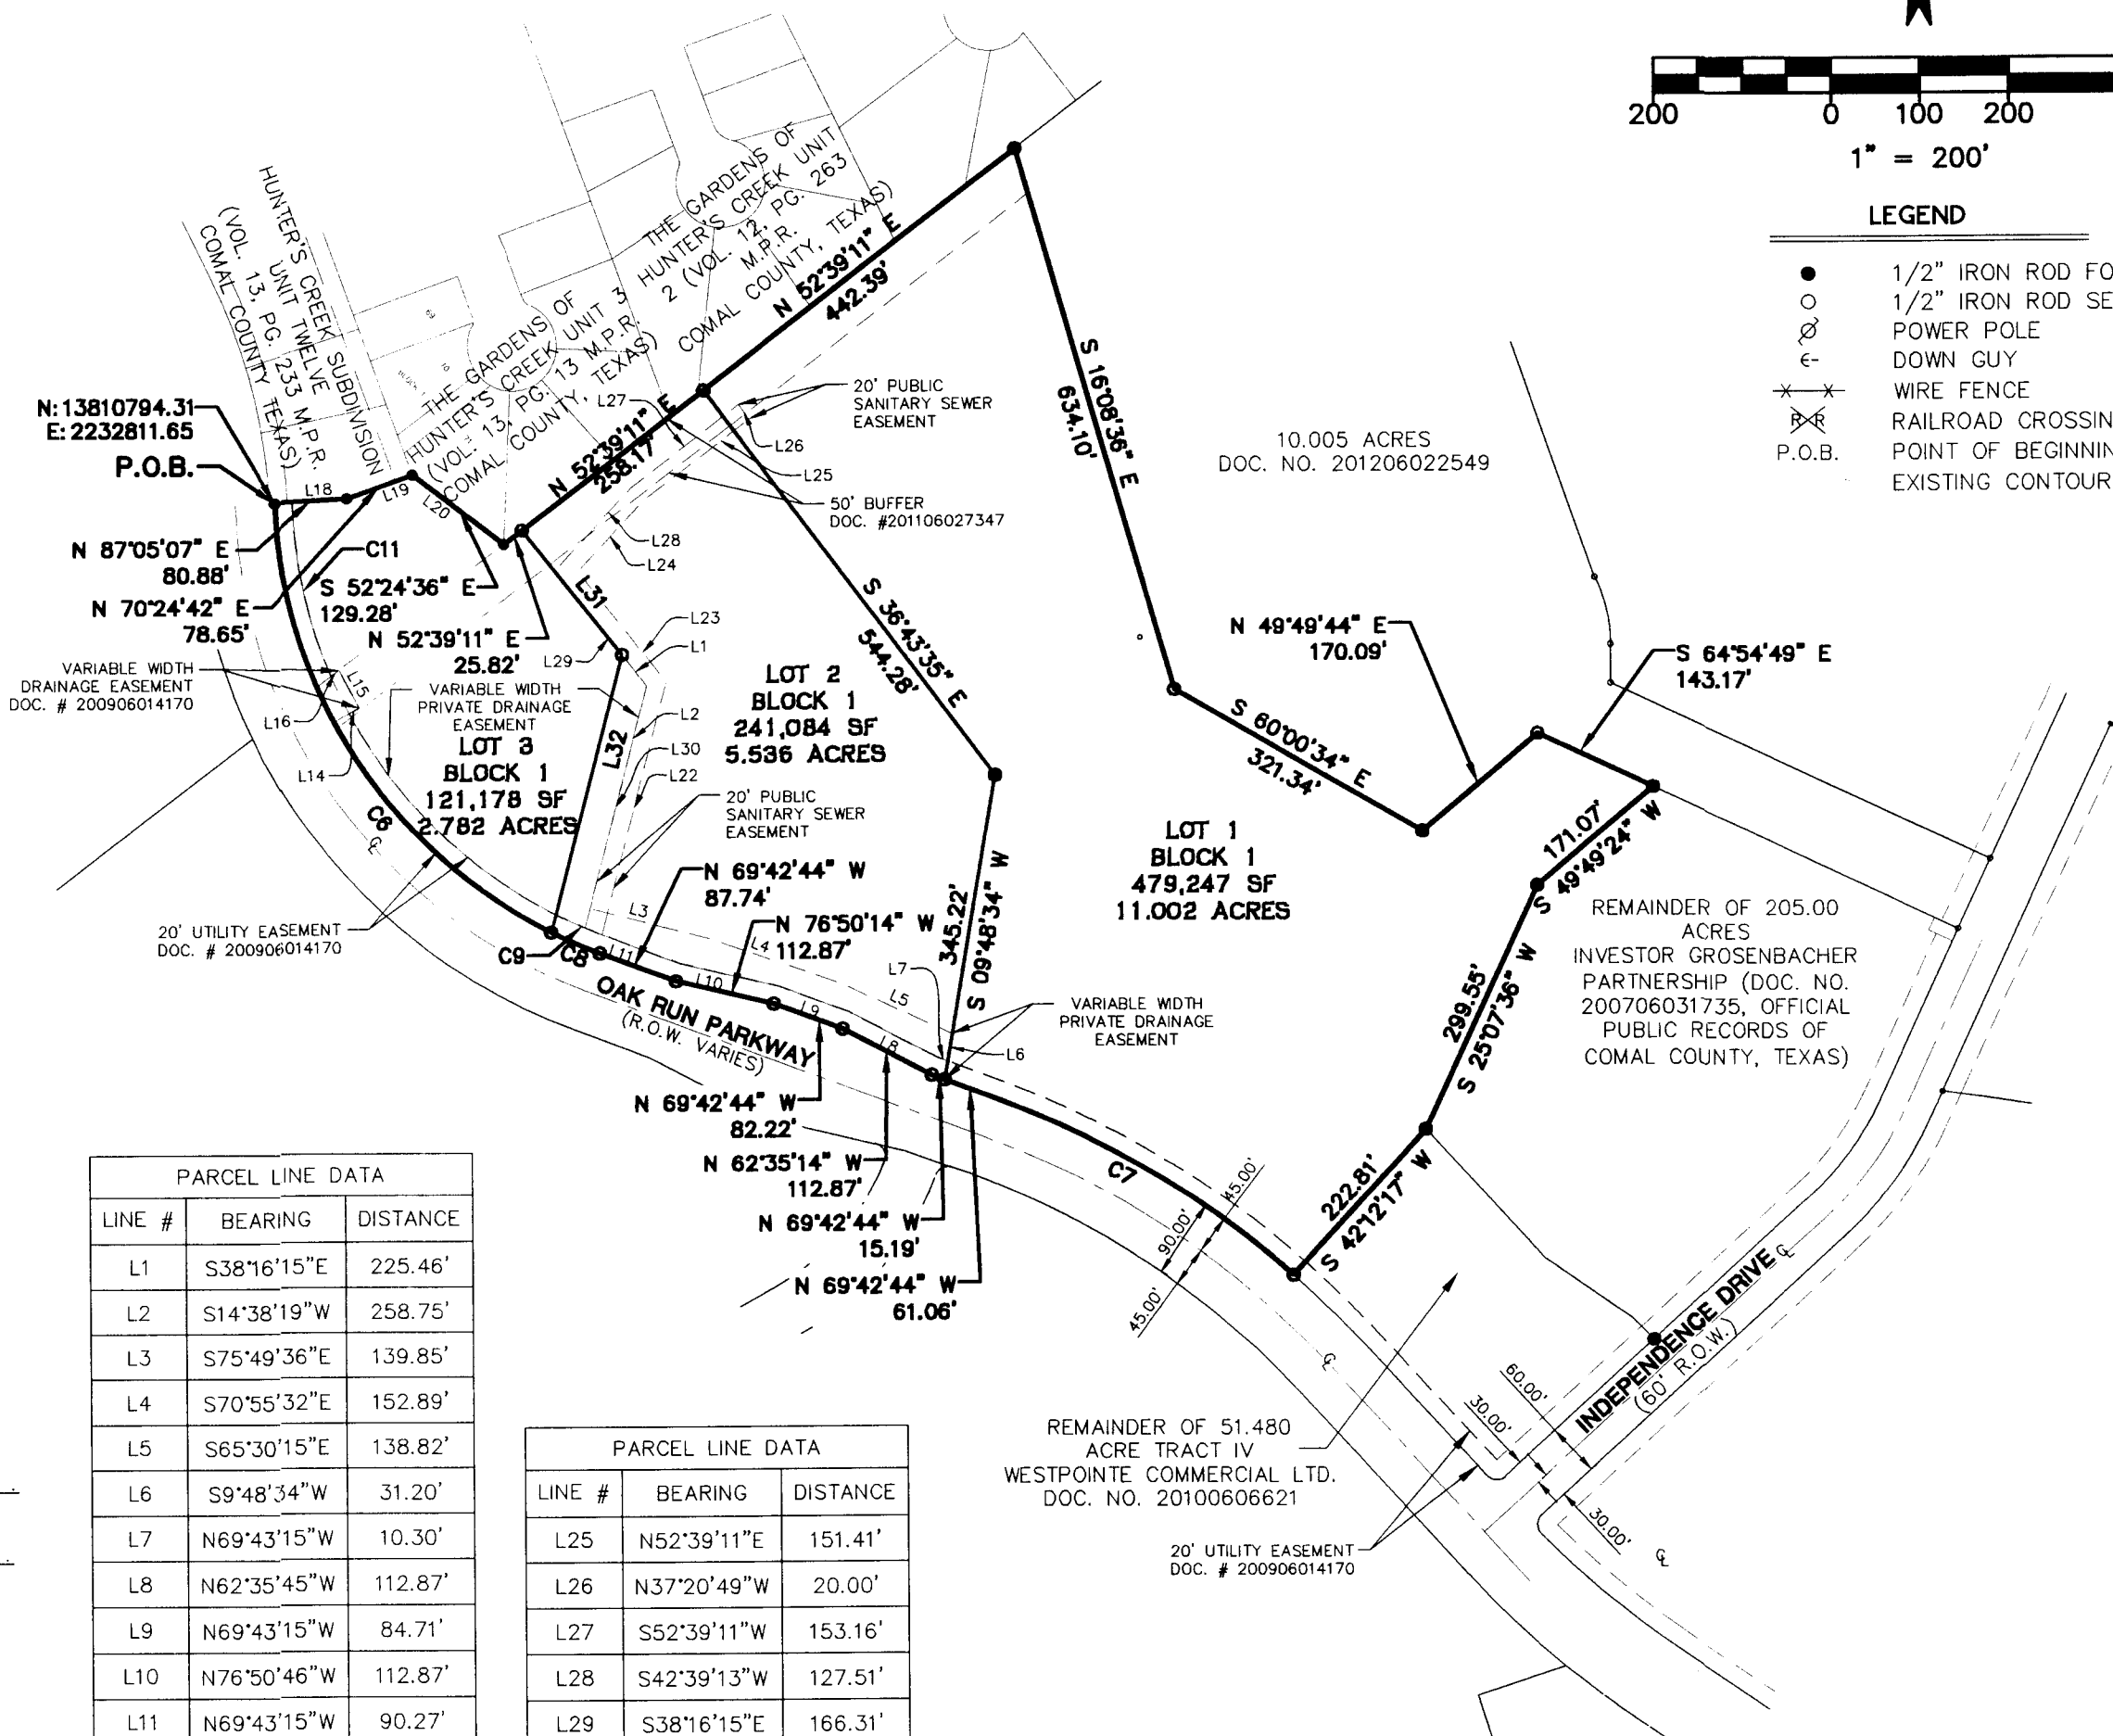 200 0 100 200
1" = 200'
LEGEND
1/2" IRON ROD
1/2" IRON ROD
POWER POLE
DOWN GUY
WIRE FENCE
RAILROAD
P.O.B. POINT OF
EXISTING CONTOUR
HUNTER'S CREEK SUBDIVISION
UNIT TWELVE
(VOL. 13, PG. 233 M.P.R.
COMAL COUNTY TEXAS)
THE GARDENS OF
HUNTER'S CREEK UNIT 3
(VOL. 13, PG. 13 M.P.R.
COMAL COUNTY, TEXAS)
THE GARDENS OF
HUNTER'S CREEK UNIT
2 (VOL. 12, PG. 263
M.P.R.
COMAL COUNTY, TEXAS)
N 52°39'11" E
442.39'
N 52°39'11" E
258.17'
S 16°08'36" E
634.10'
20' PUBLIC
SANITARY SEWER
EASEMENT
L27
L26
L25
50' BUFFER
DOC. #201106027347
L28
L24
10.005 ACRES
DOC. NO. 201206022549
N: 13810794.31
E: 2232811.65
P.O.B.
L18
L19
L20
N 87°05'07" E
80.88'
C11
N 70°24'42" E
78.65'
S 52°24'36" E
129.28'
N 52°39'11" E
25.82'
L31
L29
L23
L1
VARIABLE WIDTH
DRAINAGE EASEMENT
DOC. # 200906014170
L15
L16
L14
VARIABLE WIDTH
PRIVATE DRAINAGE
EASEMENT
LOT 3
BLOCK 1
121,178 SF
2.782 ACRES
L32
L2
L30
L22
LOT 2
BLOCK 1
241,084 SF
5.536 ACRES
S 36°43'35" E
544.28'
N 49°49'44" E
170.09'
S 64°54'49" E
143.17'
S 60°00'34" E
321.34'
20' PUBLIC
SANITARY SEWER
EASEMENT
LOT 1
BLOCK 1
479,247 SF
11.002 ACRES
171.07'
S 49°49'24" W
REMAINDER OF 205.00
ACRES
INVESTOR GROSENBACHER
PARTNERSHIP (DOC. NO.
200706031735, OFFICIAL
PUBLIC RECORDS OF
COMAL COUNTY, TEXAS)
C6
℄
20' UTILITY EASEMENT
DOC. # 200906014170
N 69°42'44" W
87.74'
N 76°50'14" W
112.87'
345.22'
S 09°48'34" W
L3
L4
L5
L7
C9
C8
L11
L10
L9
L8
L6
VARIABLE WIDTH
PRIVATE DRAINAGE
EASEMENT
OAK RUN PARKWAY
(R.O.W. VARIES)
299.55'
S 25°07'36" W
N 69°42'44" W
82.22'
N 62°35'14" W
112.87'
N 69°42'44" W
15.19'
N 69°42'44" W
61.06'
C7
45.00'
90.00'
45.00'
222.81'
S 42°12'17" W
℄
REMAINDER OF 51.480
ACRE TRACT IV
WESTPOINTE COMMERCIAL LTD.
DOC. NO. 20100606621
20' UTILITY EASEMENT
DOC. # 200906014170
INDEPENDENCE DRIVE ℄
(60' R.O.W.)
60.00'
30.00'
30.00'
℄
PARCEL LINE DATA
LINE # BEARING DISTANCE
L1 S38°16'15"E 225.46'
L2 S14°38'19"W 258.75'
L3 S75°49'36"E 139.85'
L4 S70°55'32"E 152.89'
L5 S65°30'15"E 138.82'
L6 S9°48'34"W 31.20'
L7 N69°43'15"W 10.30'
L8 N62°35'45"W 112.87'
L9 N69°43'15"W 84.71'
L10 N76°50'46"W 112.87'
L11 N69°43'15"W 90.27'
PARCEL LINE DATA
LINE # BEARING DISTANCE
L25 N52°39'11"E 151.41'
L26 N37°20'49"W 20.00'
L27 S52°39'11"W 153.16'
L28 S42°39'13"W 127.51'
L29 S38°16'15"E 166.31'